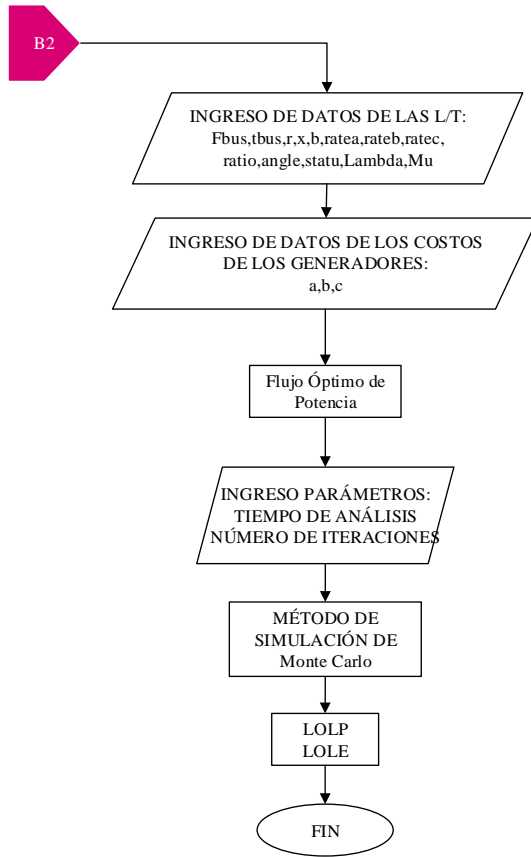 B2
INGRESO DE DATOS DE LAS L/T:
Fbus,tbus,r,x,b,ratea,rateb,ratec,
ratio,angle,statu,Lambda,Mu
INGRESO DE DATOS DE LOS COSTOS
DE LOS GENERADORES:
a,b,c
Flujo Óptimo de
Potencia
INGRESO PARÁMETROS:
TIEMPO DE ANÁLISIS
NÚMERO DE ITERACIONES
MÉTODO DE
SIMULACIÓN DE
Monte Carlo
LOLP
LOLE
FIN